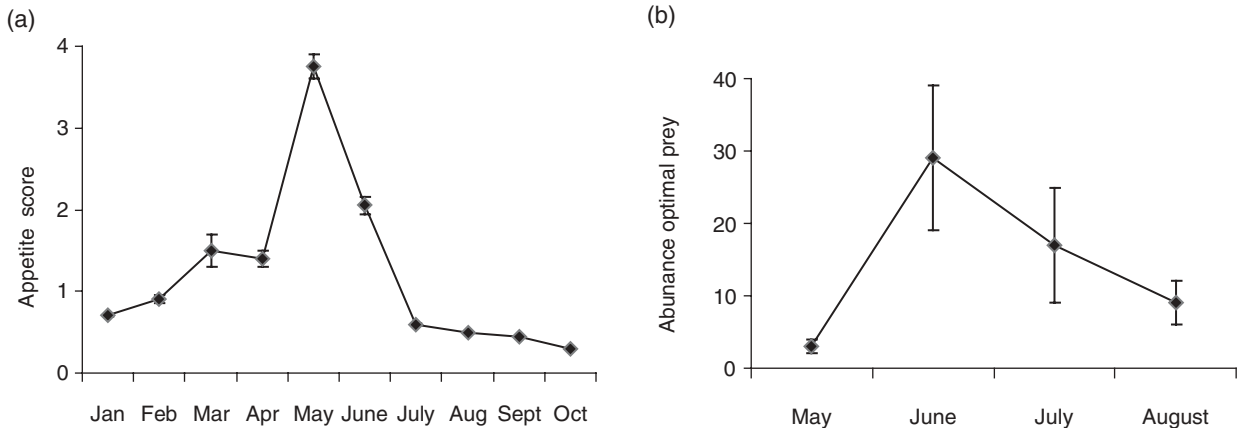 (a)
4
3
2
1
0
Appetite score
Jan Feb Mar Apr May June July Aug Sept Oct
(b)
40
30
20
10
0
Abunance optimal prey
May June July August